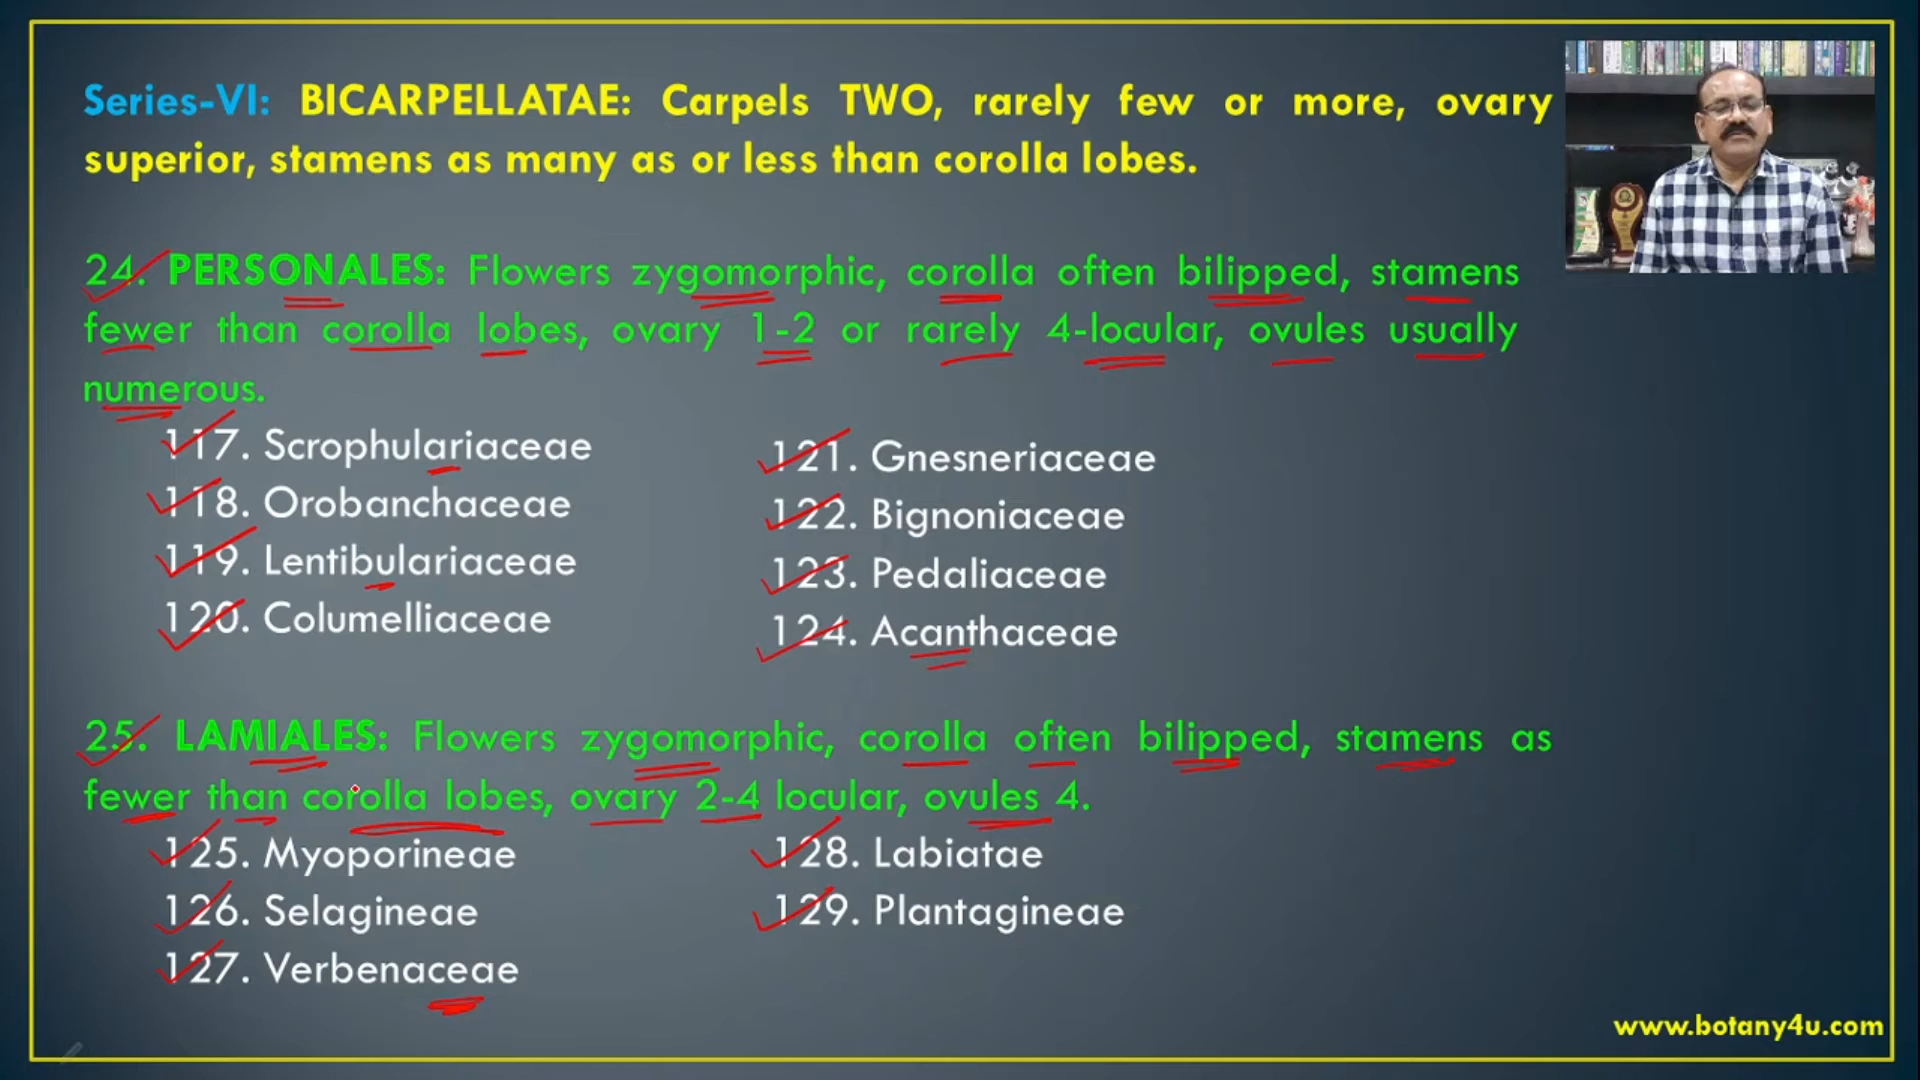 Series-VI: BICARPELLATAE: Carpels TWO, rarely few or more, ovary
superior, stamens as many as or less than corolla lobes.
24. PERSONALES: Flowers zygomorphic, corolla often bilipped, stamens
fewer than corolla lobes, ovary 1-2 or rarely 4-locular, ovules usually
numerous.
117. Scrophulariaceae
118. Orobanchaceae
119. Lentibulariaceae
120. Columelliaceae
121. Gnesneriaceae
122. Bignoniaceae
123. Pedaliaceae
124. Acanthaceae
25. LAMIALES: Flowers zygomorphic, corolla often bilipped, stamens as
fewer than corolla lobes, ovary 2-4 locular, ovules 4.
125. Myoporineae
126. Selagineae
127. Verbenaceae
128. Labiatae
129. Plantagineae
www.botany4u.com